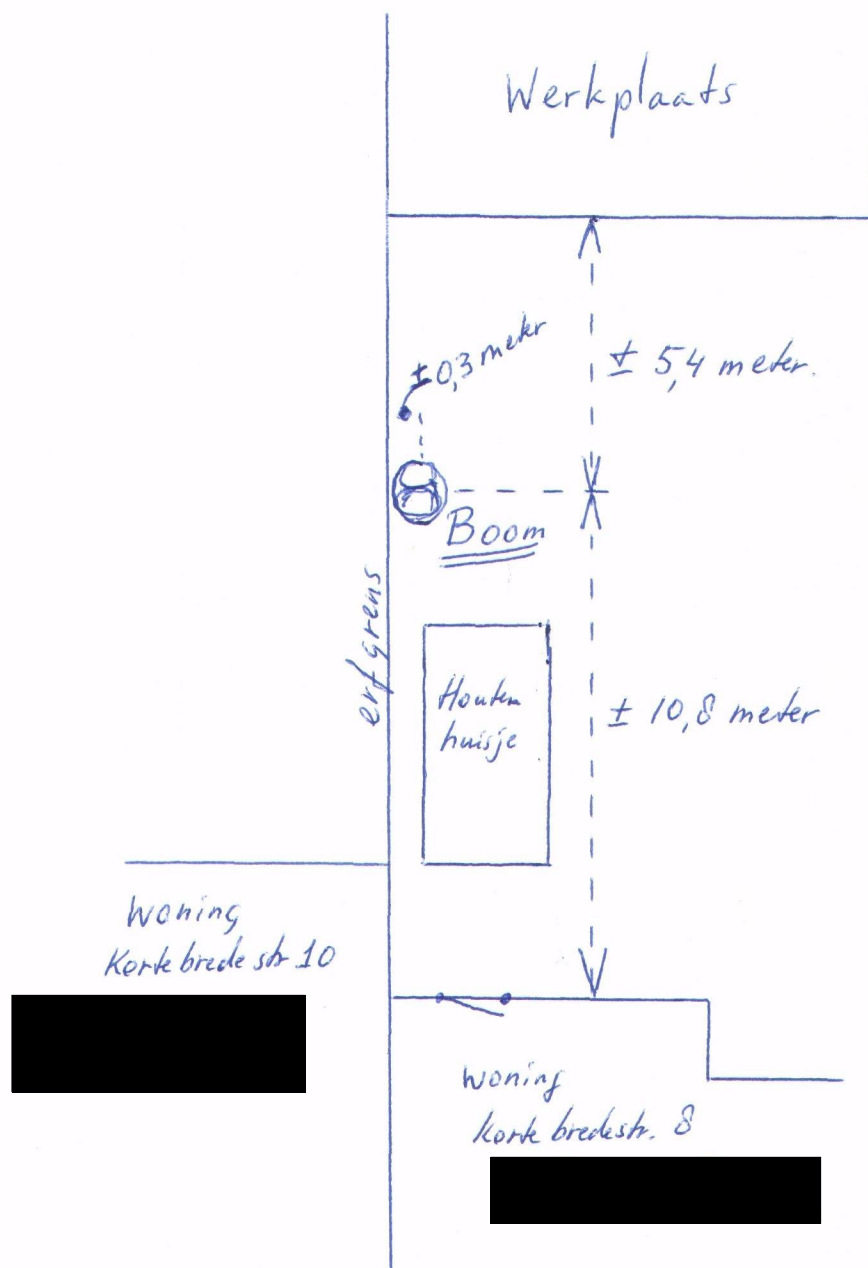 Werkplaats
± 0,3 meter
± 5,4 meter.
Boom
erfgrens
Houten
huisje
± 10,8 meter
Woning
Korte brede str 10
Woning
Korte bredestr. 8